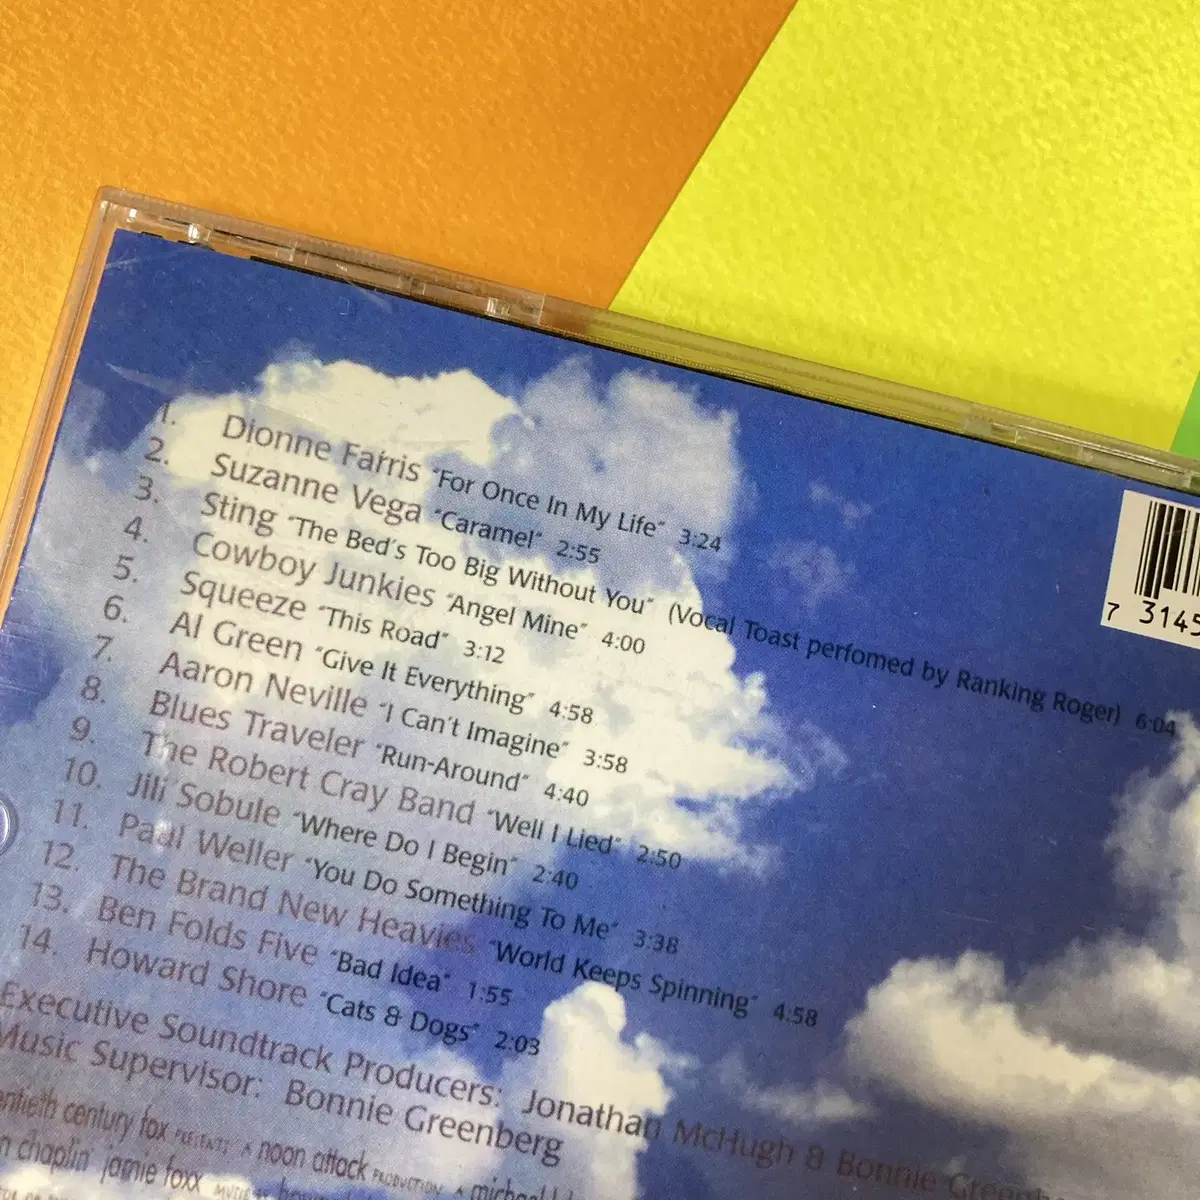 1. Dionne Farris "For Once In My Life" 3:24
2. Suzanne Vega "Caramel" 2:55
3. Sting "The Bed's Too Big Without You" (Vocal Toast perfomed by Ranking Roger) 6:04
4. Cowboy Junkies "Angel Mine" 4:00
5. Squeeze "This Road" 3:12
6. Al Green "Give It Everything" 4:58
7. Aaron Neville "I Can't Imagine" 3:58
8. Blues Traveler "Run-Around" 4:40
9. The Robert Cray Band "Well I Lied" 2:50
10. Jill Sobule "Where Do I Begin" 2:40
11. Paul Weller "You Do Something To Me" 3:38
12. The Brand New Heavies "World Keeps Spinning" 4:58
13. Ben Folds Five "Bad Idea" 1:55
14. Howard Shore "Cats & Dogs" 2:03
Executive Soundtrack Producers: Jonathan McHugh & Bonnie
Music Supervisor: Bonnie Greenberg
century fox PRESENTS A noon attack PRODUCTION A michael
chaplin jamie foxx MUSIC BY
7 3145